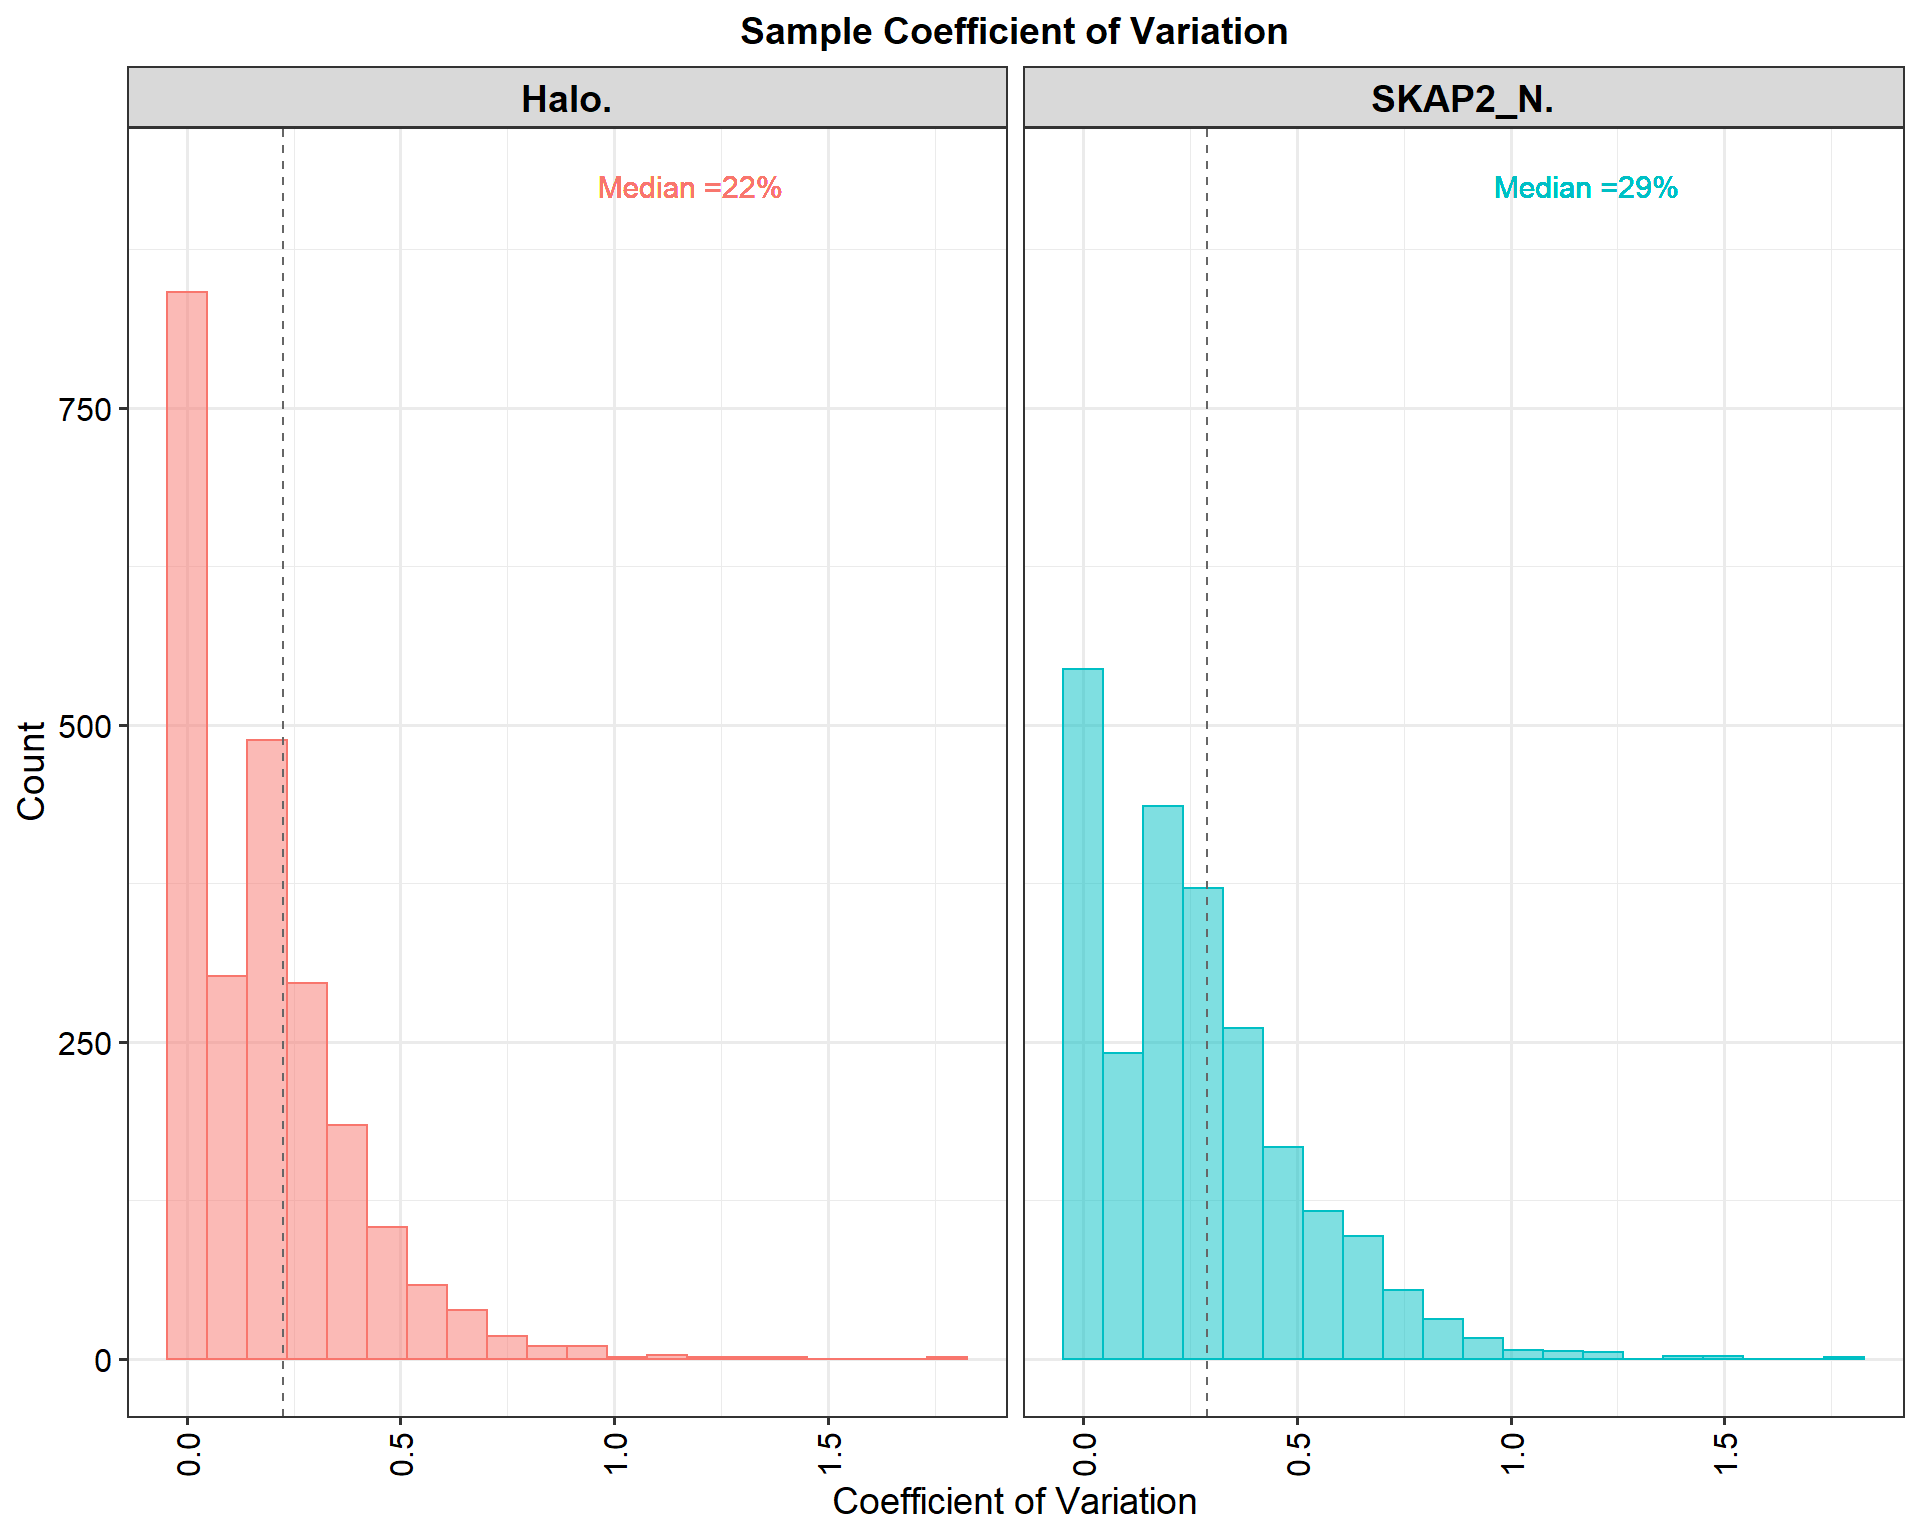 Sample Coefficient of Variation
Halo.
SKAP2_N.
Median =22%
Median =29%
750
500
250
0
Count
0.0
0.5
1.0
1.5
0.0
0.5
1.0
1.5
Coefficient of Variation